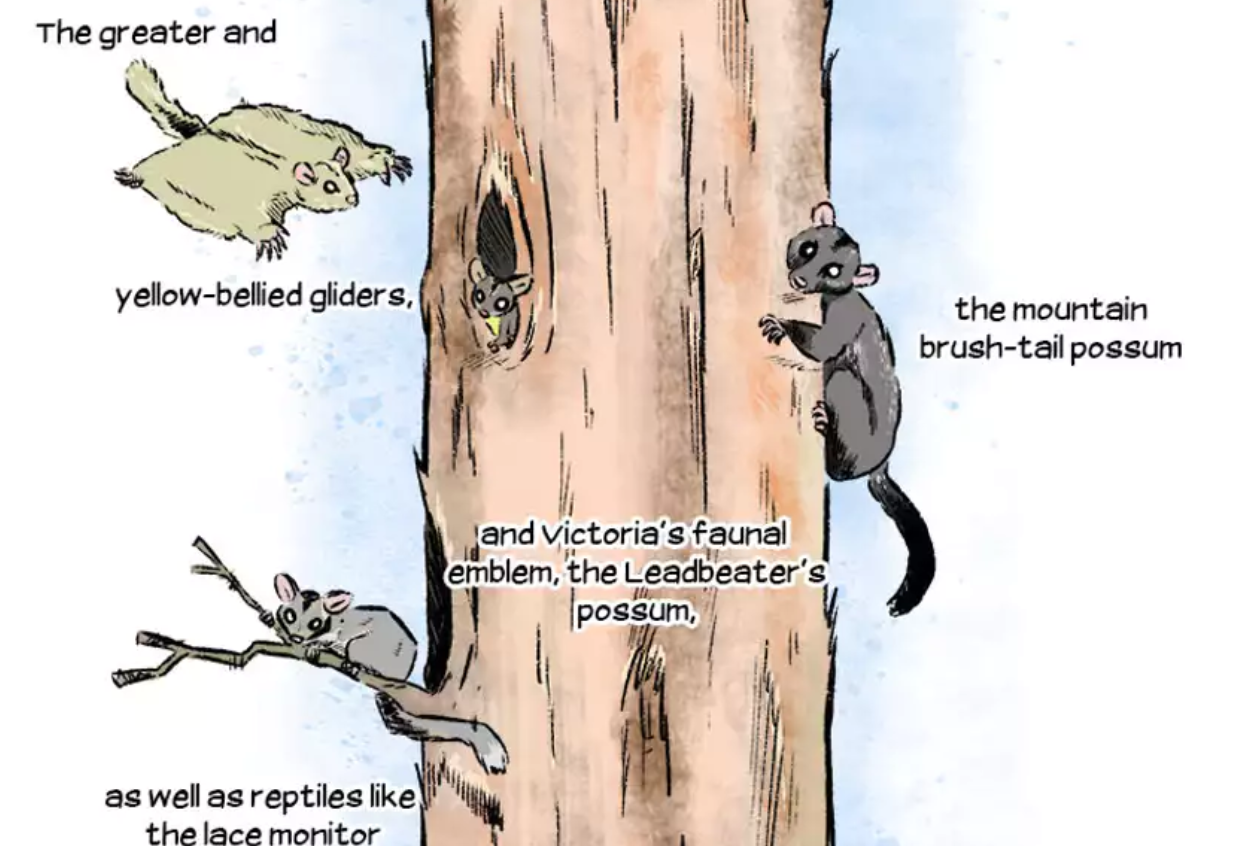 The greater and
yellow-bellied gliders,
the mountain
brush-tail possum
and Victoria's faunal
emblem, the Leadbeater's
possum,
as well as reptiles like
the lace monitor